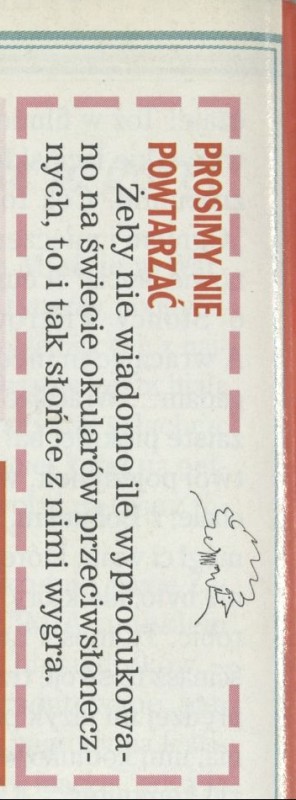 PROSIMY NIE
POWTARZAĆ
Żeby nie wiadomo ile wyprodukowa-
no na świecie okularów przeciwsłonecz-
nych, to i tak słońce z nimi wygra.